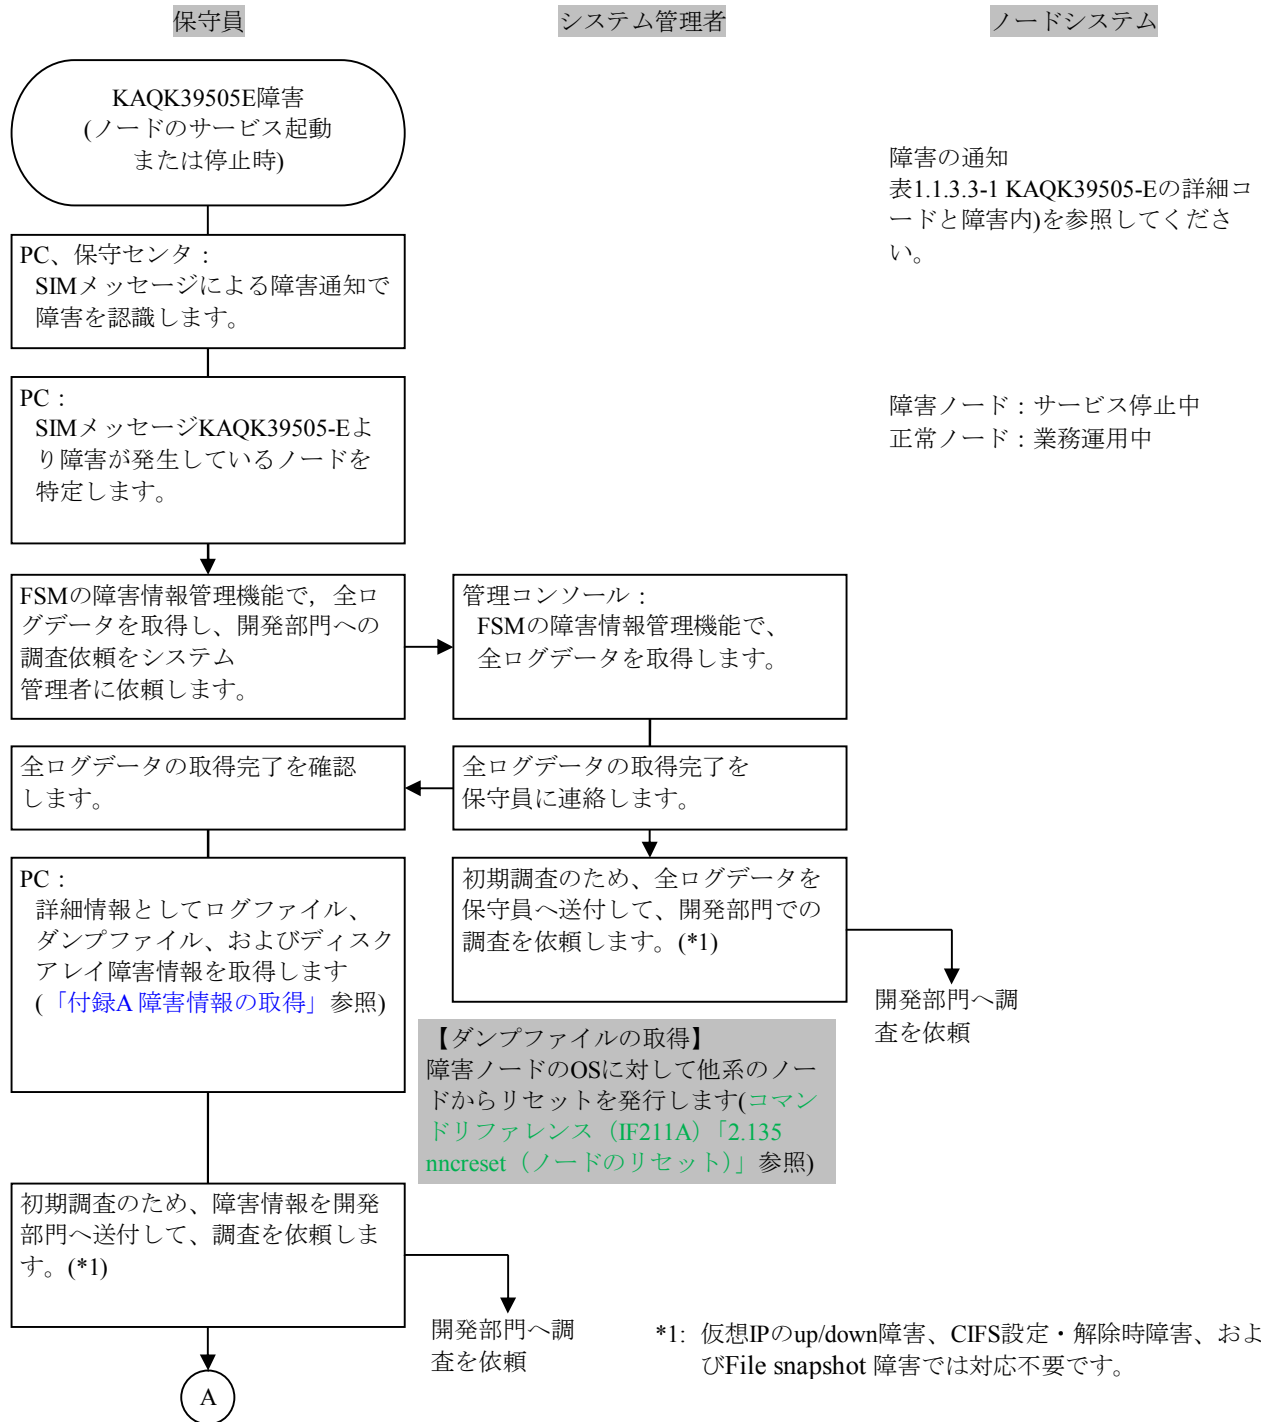 保守員
システム管理者
ノードシステム
KAQK39505E障害
(ノードのサービス起動
または停止時)
障害の通知
表1.1.3.3-1 KAQK39505-Eの詳細コ
ードと障害内)を参照してくださ
い。
PC、保守センタ：
SIMメッセージによる障害通知で
障害を認識します。
PC：
SIMメッセージKAQK39505-Eよ
り障害が発生しているノードを
特定します。
障害ノード：サービス停止中
正常ノード：業務運用中
FSMの障害情報管理機能で，全ロ
グデータを取得し、開発部門への
調査依頼をシステム
管理者に依頼します。
管理コンソール：
FSMの障害情報管理機能で、
全ログデータを取得します。
全ログデータの取得完了を確認
します。
全ログデータの取得完了を
保守員に連絡します。
PC：
詳細情報としてログファイル、
ダンプファイル、およびディスク
アレイ障害情報を取得します
(「付録A 障害情報の取得」参照)
初期調査のため、全ログデータを
保守員へ送付して、開発部門での
調査を依頼します。(*1)
開発部門へ調
査を依頼
【ダンプファイルの取得】
障害ノードのOSに対して他系のノー
ドからリセットを発行します(コマン
ドリファレンス（IF211A）「2.135
nncreset（ノードのリセット）」参照)
初期調査のため、障害情報を開発
部門へ送付して、調査を依頼しま
す。(*1)
開発部門へ調
査を依頼
*1: 仮想IPのup/down障害、CIFS設定・解除時障害、およ
びFile snapshot 障害では対応不要です。
A